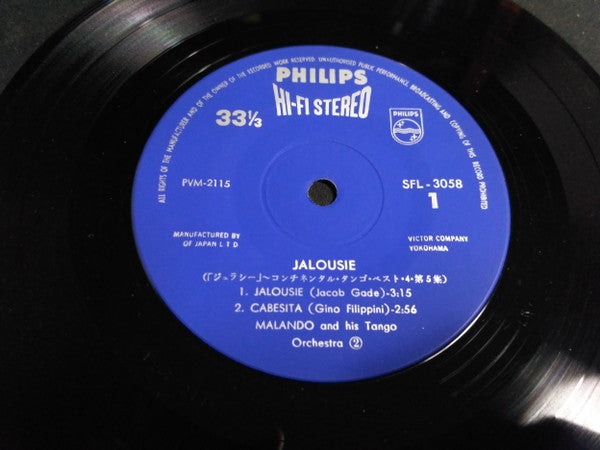 ALL RIGHTS OF THE MANUFACTURER AND OF THE OWNER OF THE RECORDED WORK RESERVED. UNAUTHORISED PUBLIC PERFORMANCE, BROADCASTING AND COPYING OF THIS RECORD PROHIBITED
PHILIPS
HI-FI STEREO
33⅓
PHILIPS
PVM-2115
SFL-3058
1
MANUFACTURED BY VICTOR COMPANY
OF JAPAN LTD YOKOHAMA
JALOUSIE
(「ジェラシー」〜コンチネンタル・タンゴ・ベスト・4・第5集)
1. JALOUSIE (Jacob Gade)-3:15
2. CABESITA (Gino Filippini)-2:56
MALANDO and his Tango
Orchestra ②